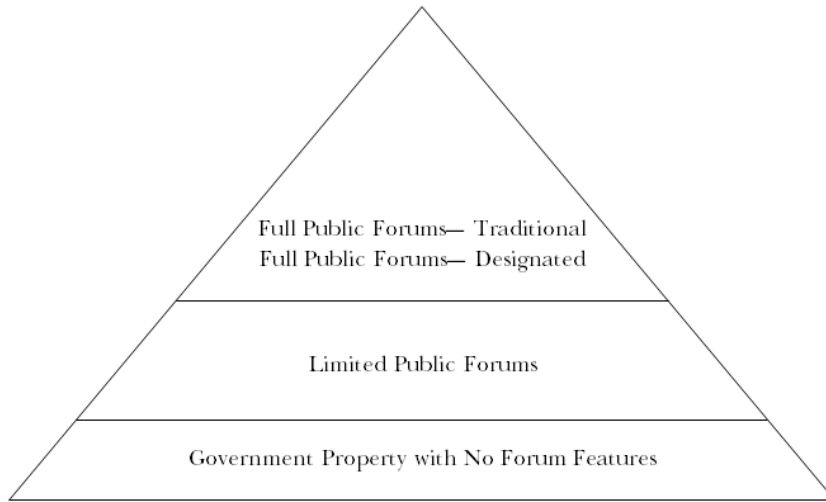 Full Public Forums— Traditional
Full Public Forums— Designated
Limited Public Forums
Government Property with No Forum Features